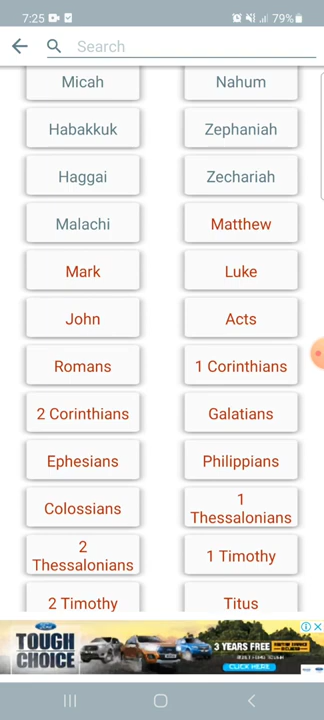 7:25
79%
Search
Micah
Nahum
Habakkuk
Zephaniah
Haggai
Zechariah
Malachi
Matthew
Mark
Luke
John
Acts
Romans
1 Corinthians
2 Corinthians
Galatians
Ephesians
Philippians
Colossians
1
Thessalonians
2
Thessalonians
1 Timothy
2 Timothy
Titus
Ford
TOUGH
CHOICE
3 YEARS FREE
CLICK HERE